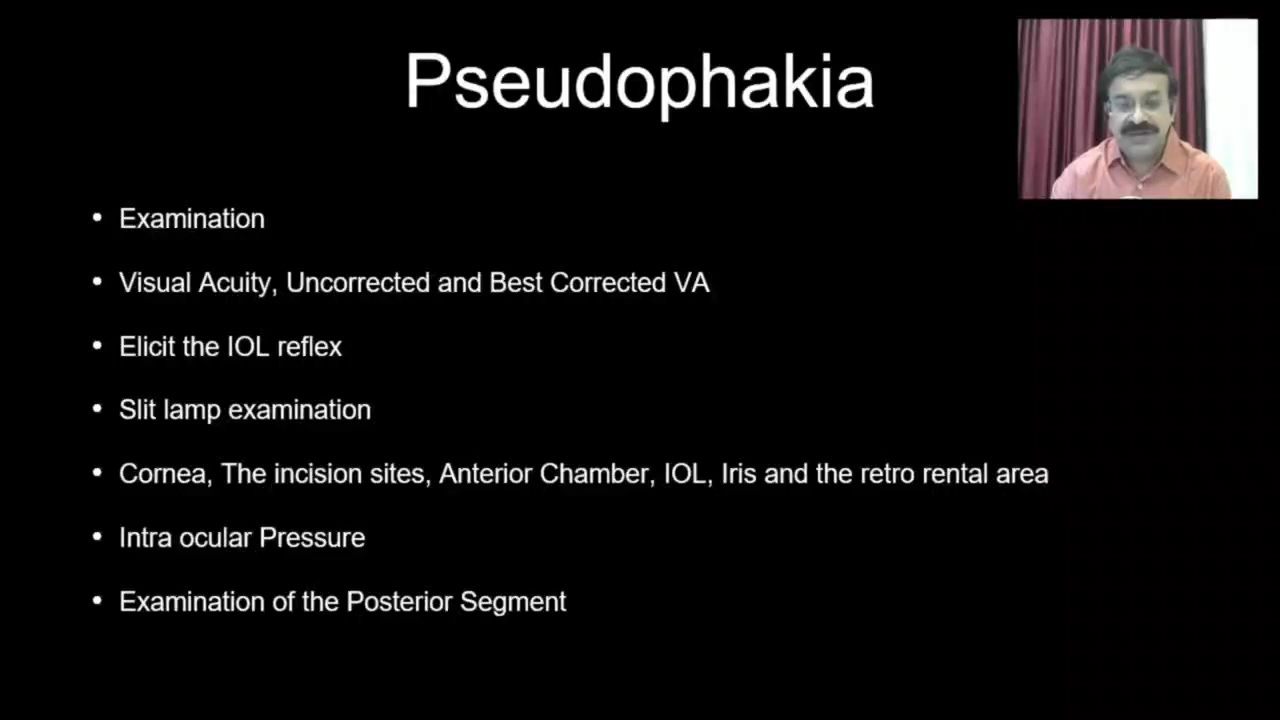 Pseudophakia
• Examination
• Visual Acuity, Uncorrected and Best Corrected VA
• Elicit the IOL reflex
• Slit lamp examination
• Cornea, The incision sites, Anterior Chamber, IOL, Iris and the retro rental area
• Intra ocular Pressure
• Examination of the Posterior Segment